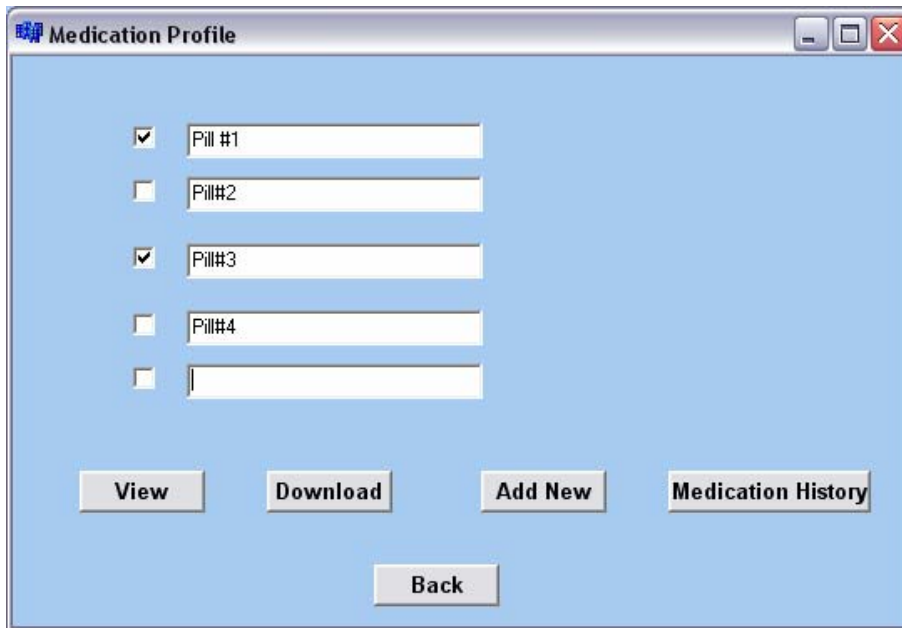 Medication Profile
Pill #1
Pill#2
Pill#3
Pill#4
View Download Add New Medication History
Back